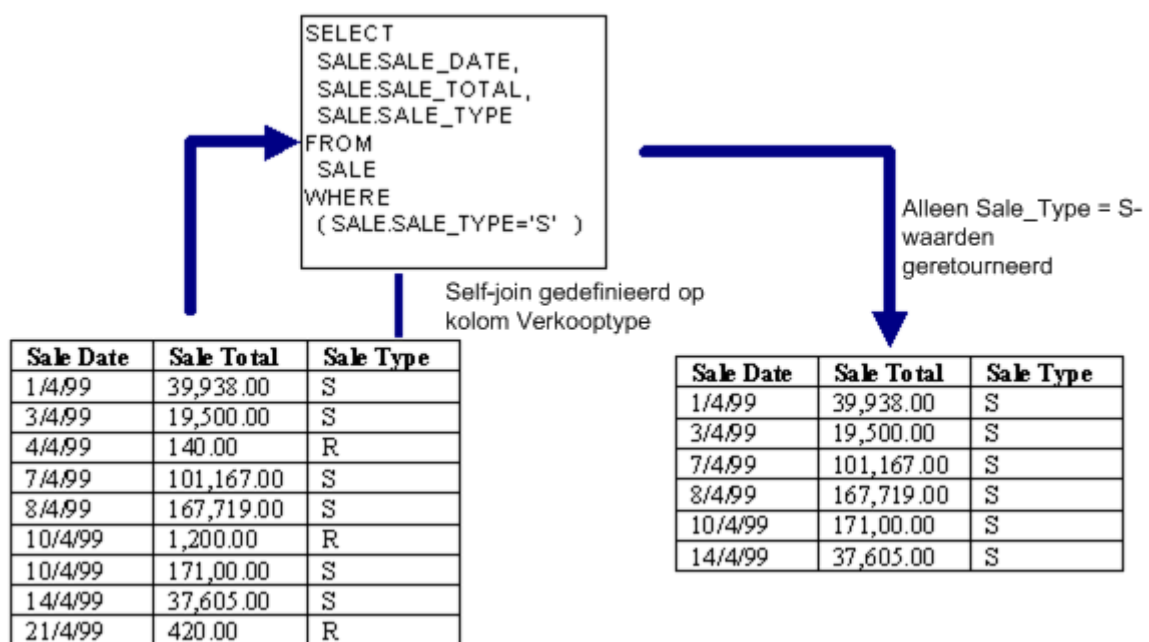 SELECT
SALE.SALE_DATE,
SALE.SALE_TOTAL,
SALE.SALE_TYPE
FROM
SALE
WHERE
( SALE.SALE_TYPE='S' )
Alleen Sale_Type = S-
waarden
geretourneerd
Self-join gedefinieerd op
kolom Verkooptype
Sale Date Sale Total Sale Type
1/4/99 39,938.00 S
3/4/99 19,500.00 S
4/4/99 140.00 R
7/4/99 101,167.00 S
8/4/99 167,719.00 S
10/4/99 1,200.00 R
10/4/99 171,00.00 S
14/4/99 37,605.00 S
21/4/99 420.00 R
Sale Date Sale Total Sale Type
1/4/99 39,938.00 S
3/4/99 19,500.00 S
7/4/99 101,167.00 S
8/4/99 167,719.00 S
10/4/99 171,00.00 S
14/4/99 37,605.00 S